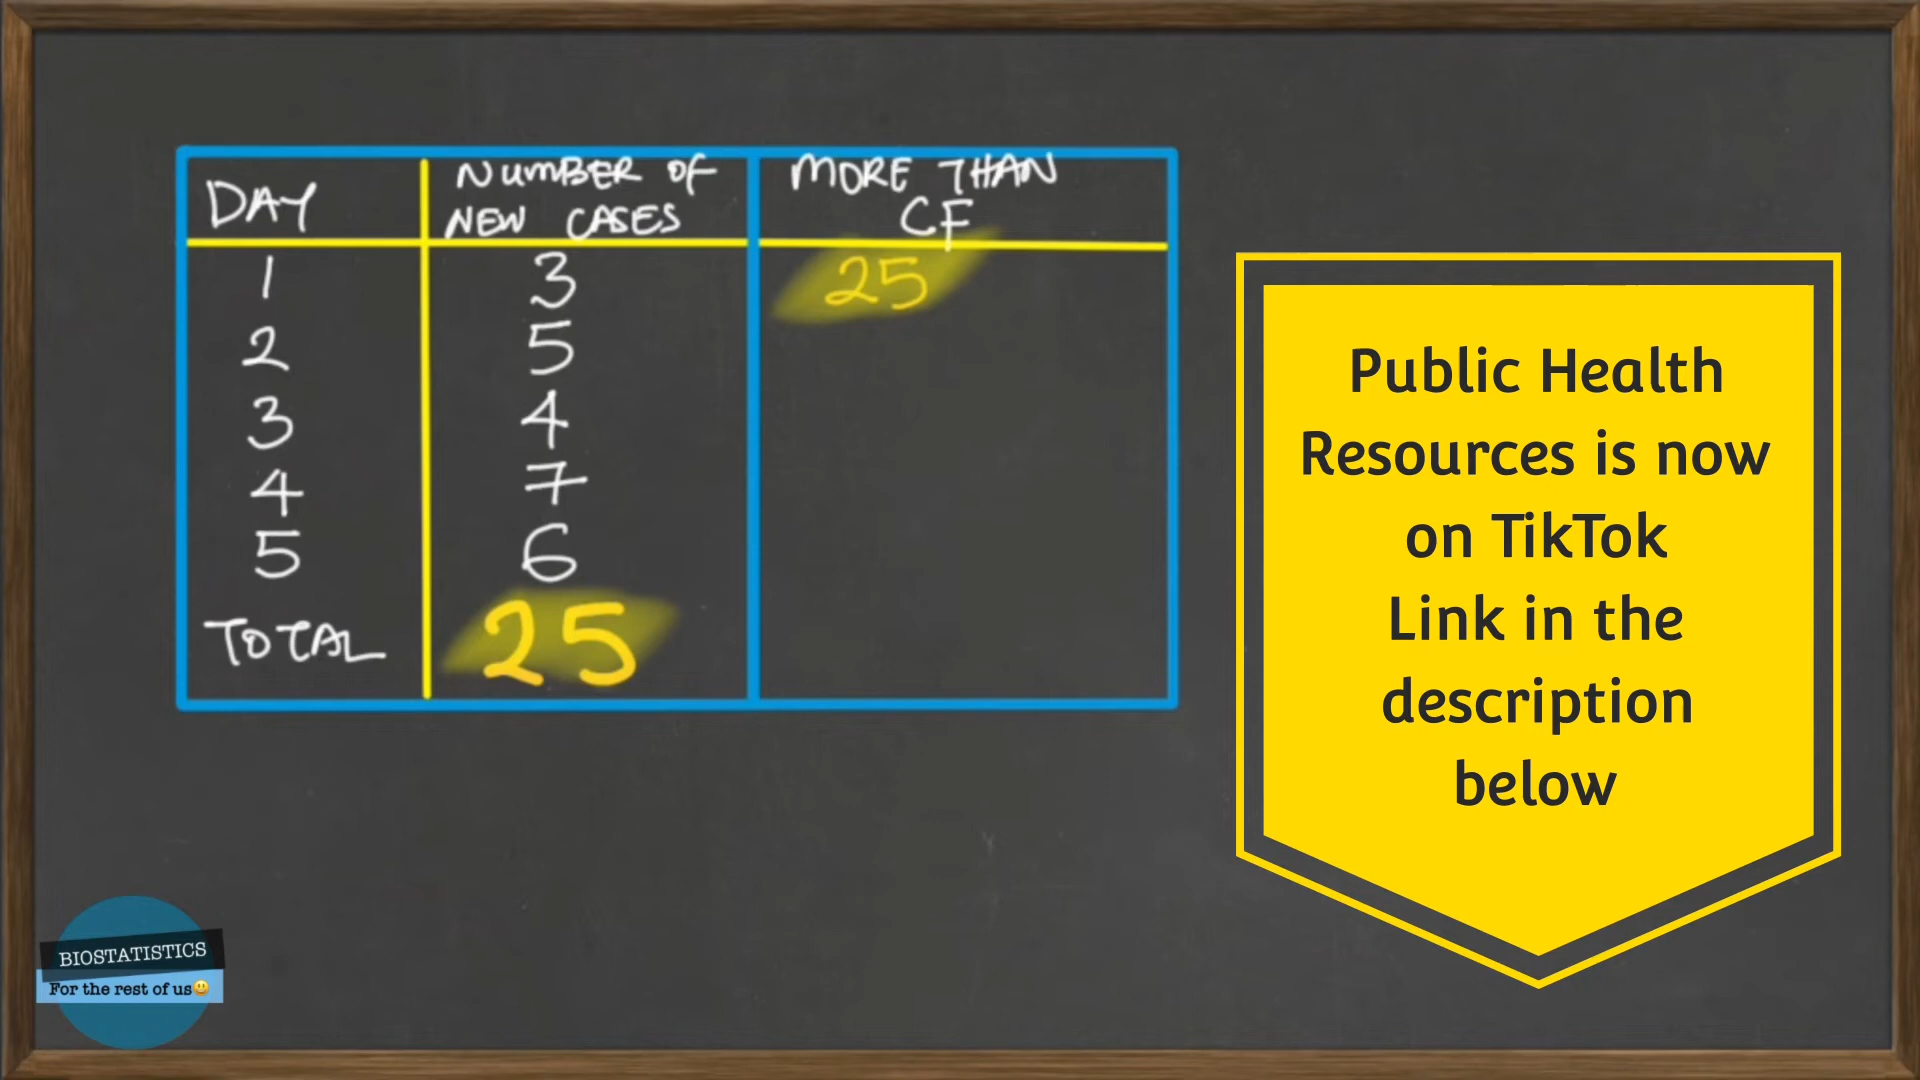 DAY NUMBER OF NEW CASES MORE THAN CF
1 3 25
2 5
3 4
4 7
5 6
TOTAL 25
Public Health
Resources is now
on TikTok
Link in the
description
below
BIOSTATISTICS
For the rest of us😃